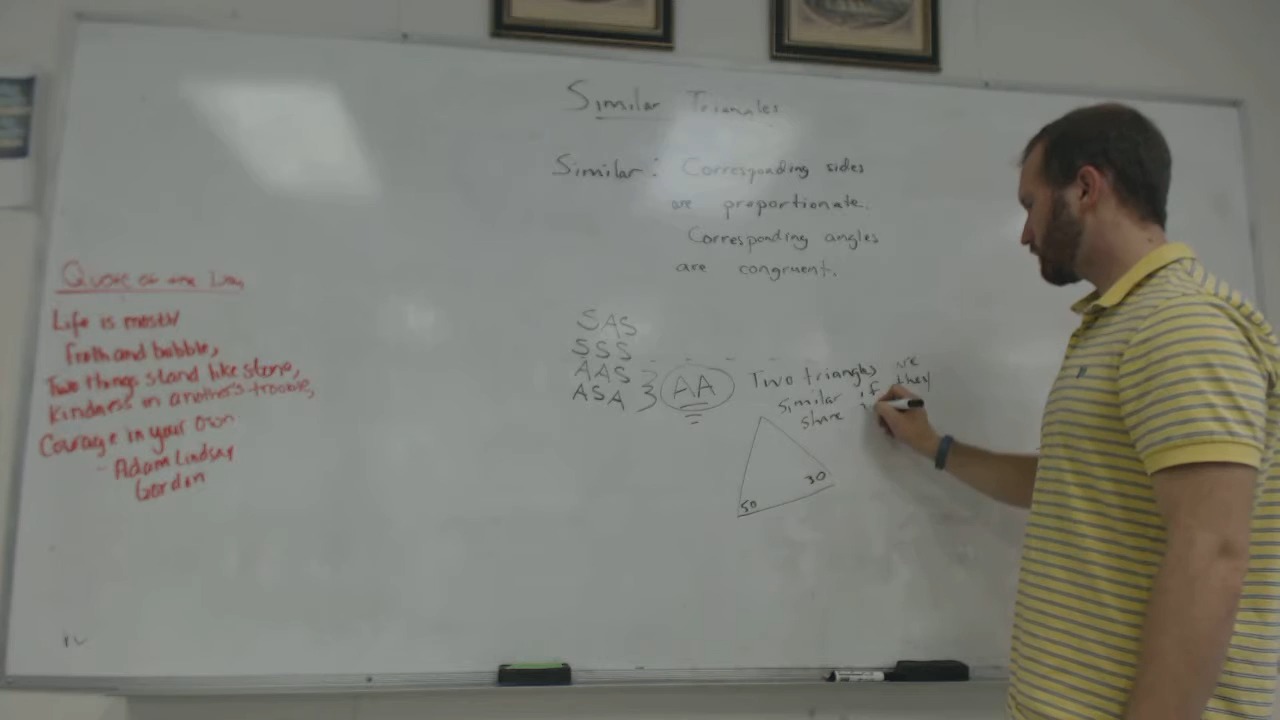 Similar Triangles
Similar: Corresponding sides
are proportionate.
Corresponding angles
are congruent.
SAS
SSS
AAS
ASA
AA
Two triangles are
similar if they
share
50
30
Quote of the Day
Life is mostly
Froth and bubble,
Two things stand like stone,
Kindness in another's trouble,
Courage in your own
- Adam Lindsay
Gordon